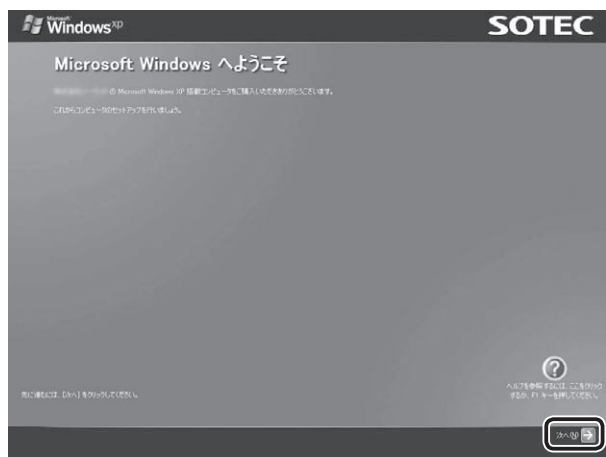 Microsoft
Windows xp
SOTEC
Microsoft Windows へようこそ
の Microsoft Windows XP 搭載コンピュータをご購入いただきありがとうございます。
これからコンピュータのセットアップを行いましょう。
先に進むには、[次へ] をクリックしてください。
?
ヘルプを参照するには、ここをクリック
するか、F1 キーを押してください。
次へ(N)